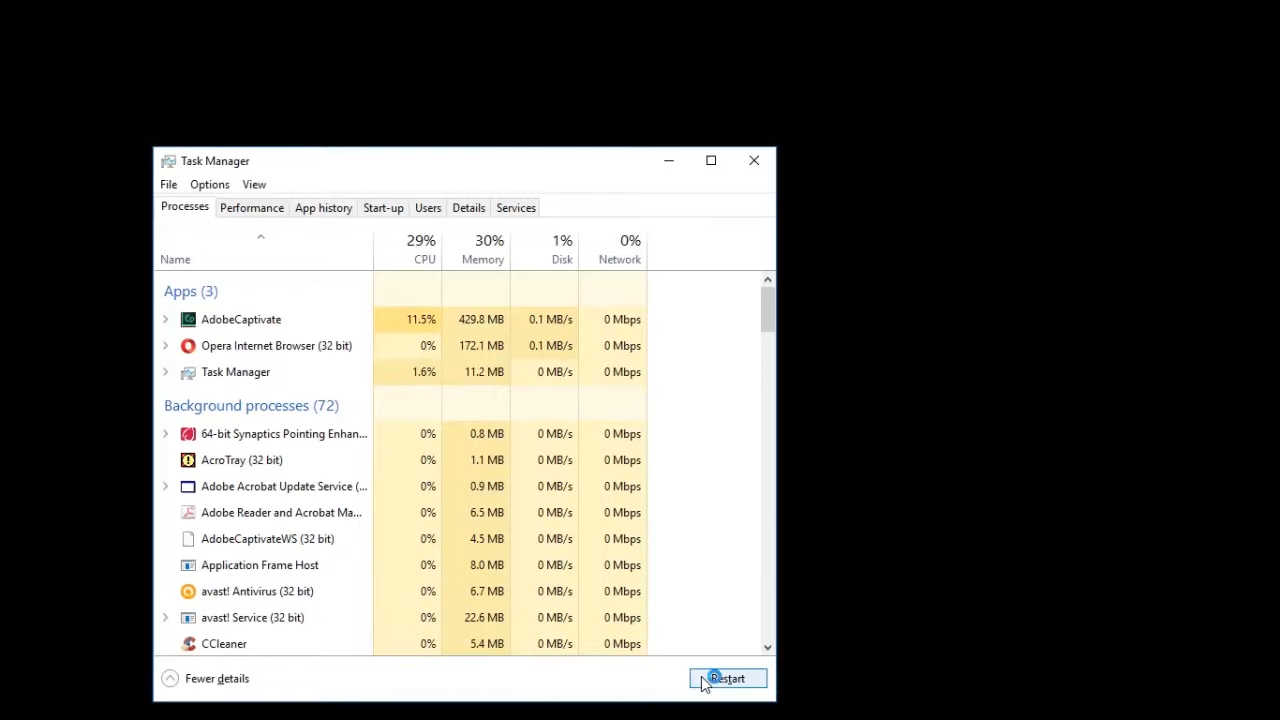 Task Manager
File Options View
Processes Performance App history Start-up Users Details Services
29% 30% 1% 0%
Name CPU Memory Disk Network
Apps (3)
AdobeCaptivate 11.5% 429.8 MB 0.1 MB/s 0 Mbps
Opera Internet Browser (32 bit) 0% 172.1 MB 0.1 MB/s 0 Mbps
Task Manager 1.6% 11.2 MB 0 MB/s 0 Mbps
Background processes (72)
64-bit Synaptics Pointing Enhan... 0% 0.8 MB 0 MB/s 0 Mbps
AcroTray (32 bit) 0% 1.1 MB 0 MB/s 0 Mbps
Adobe Acrobat Update Service (... 0% 0.9 MB 0 MB/s 0 Mbps
Adobe Reader and Acrobat Ma... 0% 6.5 MB 0 MB/s 0 Mbps
AdobeCaptivateWS (32 bit) 0% 4.5 MB 0 MB/s 0 Mbps
Application Frame Host 0% 8.0 MB 0 MB/s 0 Mbps
avast! Antivirus (32 bit) 0% 6.7 MB 0 MB/s 0 Mbps
avast! Service (32 bit) 0% 22.6 MB 0 MB/s 0 Mbps
CCleaner 0% 5.4 MB 0 MB/s 0 Mbps
Fewer details Restart